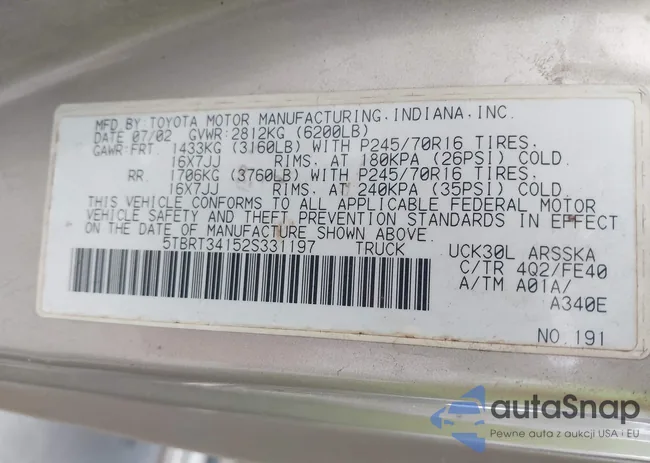 MFD.BY:TOYOTA MOTOR MANUFACTURING,INDIANA,INC.
DATE 07/02 GVWR:2812KG (6200LB)
GAWR:FRT. 1433KG (3160LB) WITH P245/70R16 TIRES,
16X7JJ RIMS, AT 180KPA (26PSI) COLD.
RR. 1706KG (3760LB) WITH P245/70R16 TIRES,
16X7JJ RIMS, AT 240KPA (35PSI) COLD.
THIS VEHICLE CONFORMS TO ALL APPLICABLE FEDERAL MOTOR
VEHICLE SAFETY AND THEFT PREVENTION STANDARDS IN EFFECT
ON THE DATE OF MANUFACTURE SHOWN ABOVE.
5TBRT34152S331197 TRUCK UCK30L ARSSKA
C/TR 4Q2/FE40
A/TM A01A/
A340E
NO.191
autaSnap
Pewne auta z aukcji USA i EU